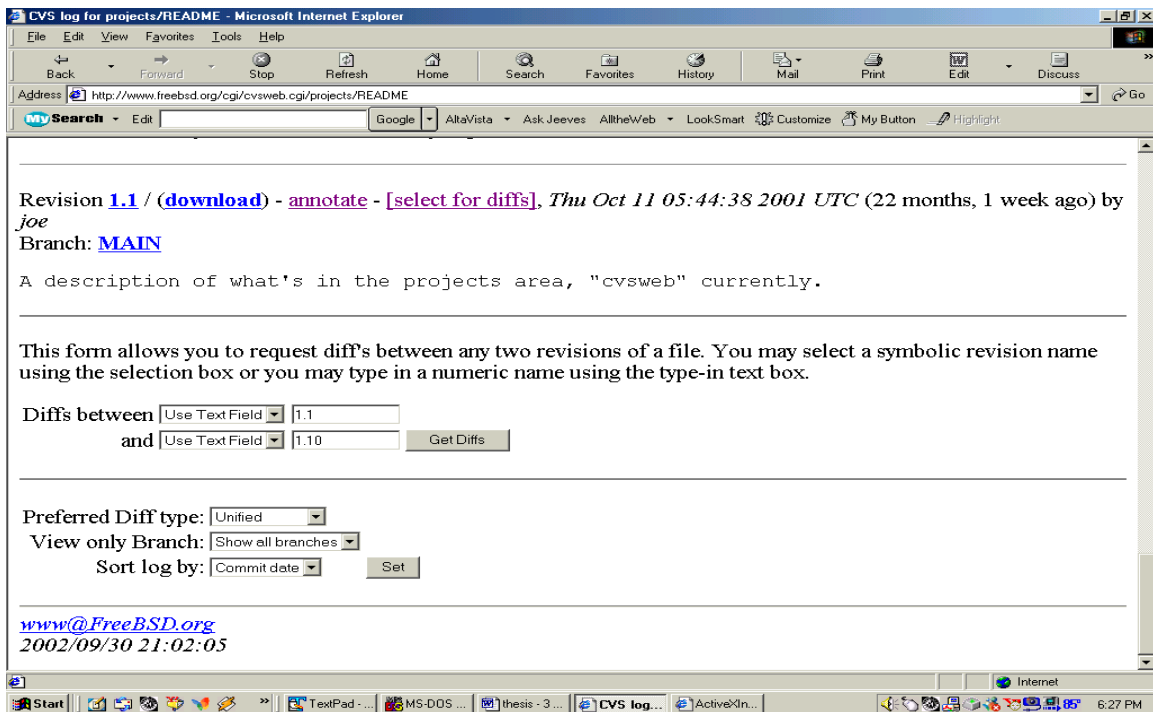 CVS log for projects/README - Microsoft Internet Explorer
File Edit View Favorites Tools Help
Back Forward Stop Refresh Home Search Favorites History Mail Print Edit Discuss »
Address http://www.freebsd.org/cgi/cvsweb.cgi/projects/README Go
My Search Edit Google AltaVista Ask Jeeves AlltheWeb LookSmart Customize My Button Highlight
Revision 1.1 / (download) - annotate - [select for diffs], Thu Oct 11 05:44:38 2001 UTC (22 months, 1 week ago) by
joe
Branch: MAIN
A description of what's in the projects area, "cvsweb" currently.
This form allows you to request diff's between any two revisions of a file. You may select a symbolic revision name
using the selection box or you may type in a numeric name using the type-in text box.
Diffs between Use Text Field 1.1
and Use Text Field 1.10 Get Diffs
Preferred Diff type: Unified
View only Branch: Show all branches
Sort log by: Commit date Set
www@FreeBSD.org
2002/09/30 21:02:05
Internet
Start » TextPad - ... MS-DOS ... thesis - 3 ... CVS log... ActiveXIn... 85° 6:27 PM